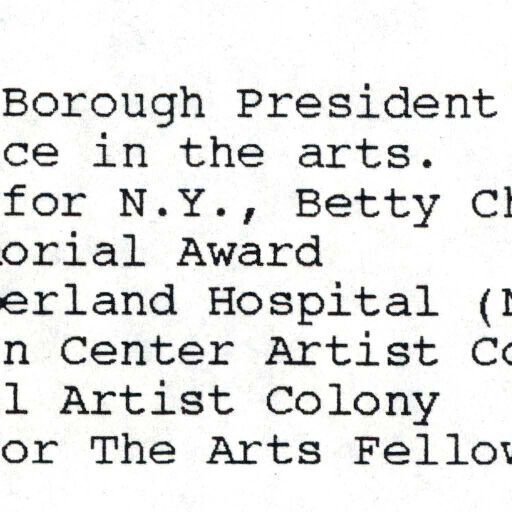 Borough President
ce in the arts.
for N.Y., Betty Ch
orial Award
erland Hospital (N
n Center Artist Co
l Artist Colony
or The Arts Fellow